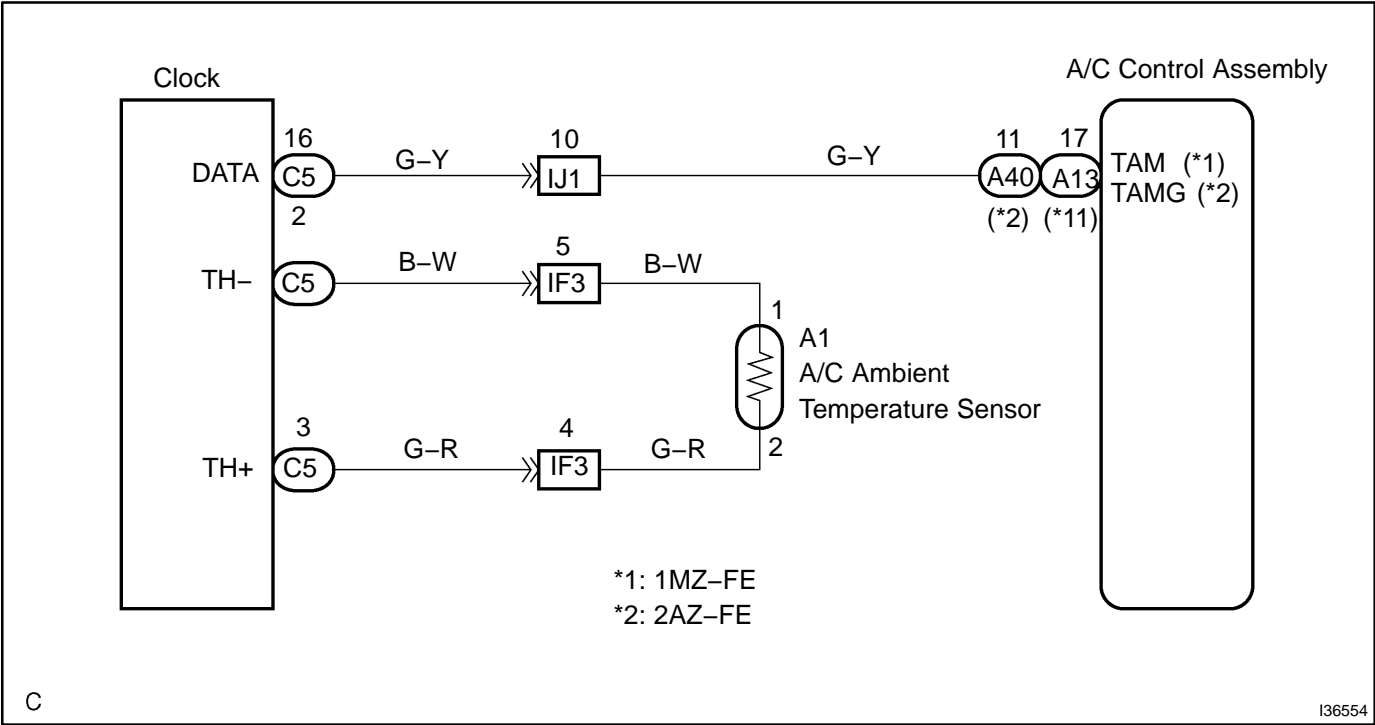 Clock
A/C Control Assembly
16
10
11
17
DATA
C5
G–Y
IJ1
G–Y
A40
A13
TAM (*1)
TAMG (*2)
2
(*2)
(*11)
TH–
C5
B–W
5
IF3
B–W
1
A1
A/C Ambient
Temperature Sensor
2
3
TH+
C5
G–R
4
IF3
G–R
*1: 1MZ–FE
*2: 2AZ–FE
C
I36554